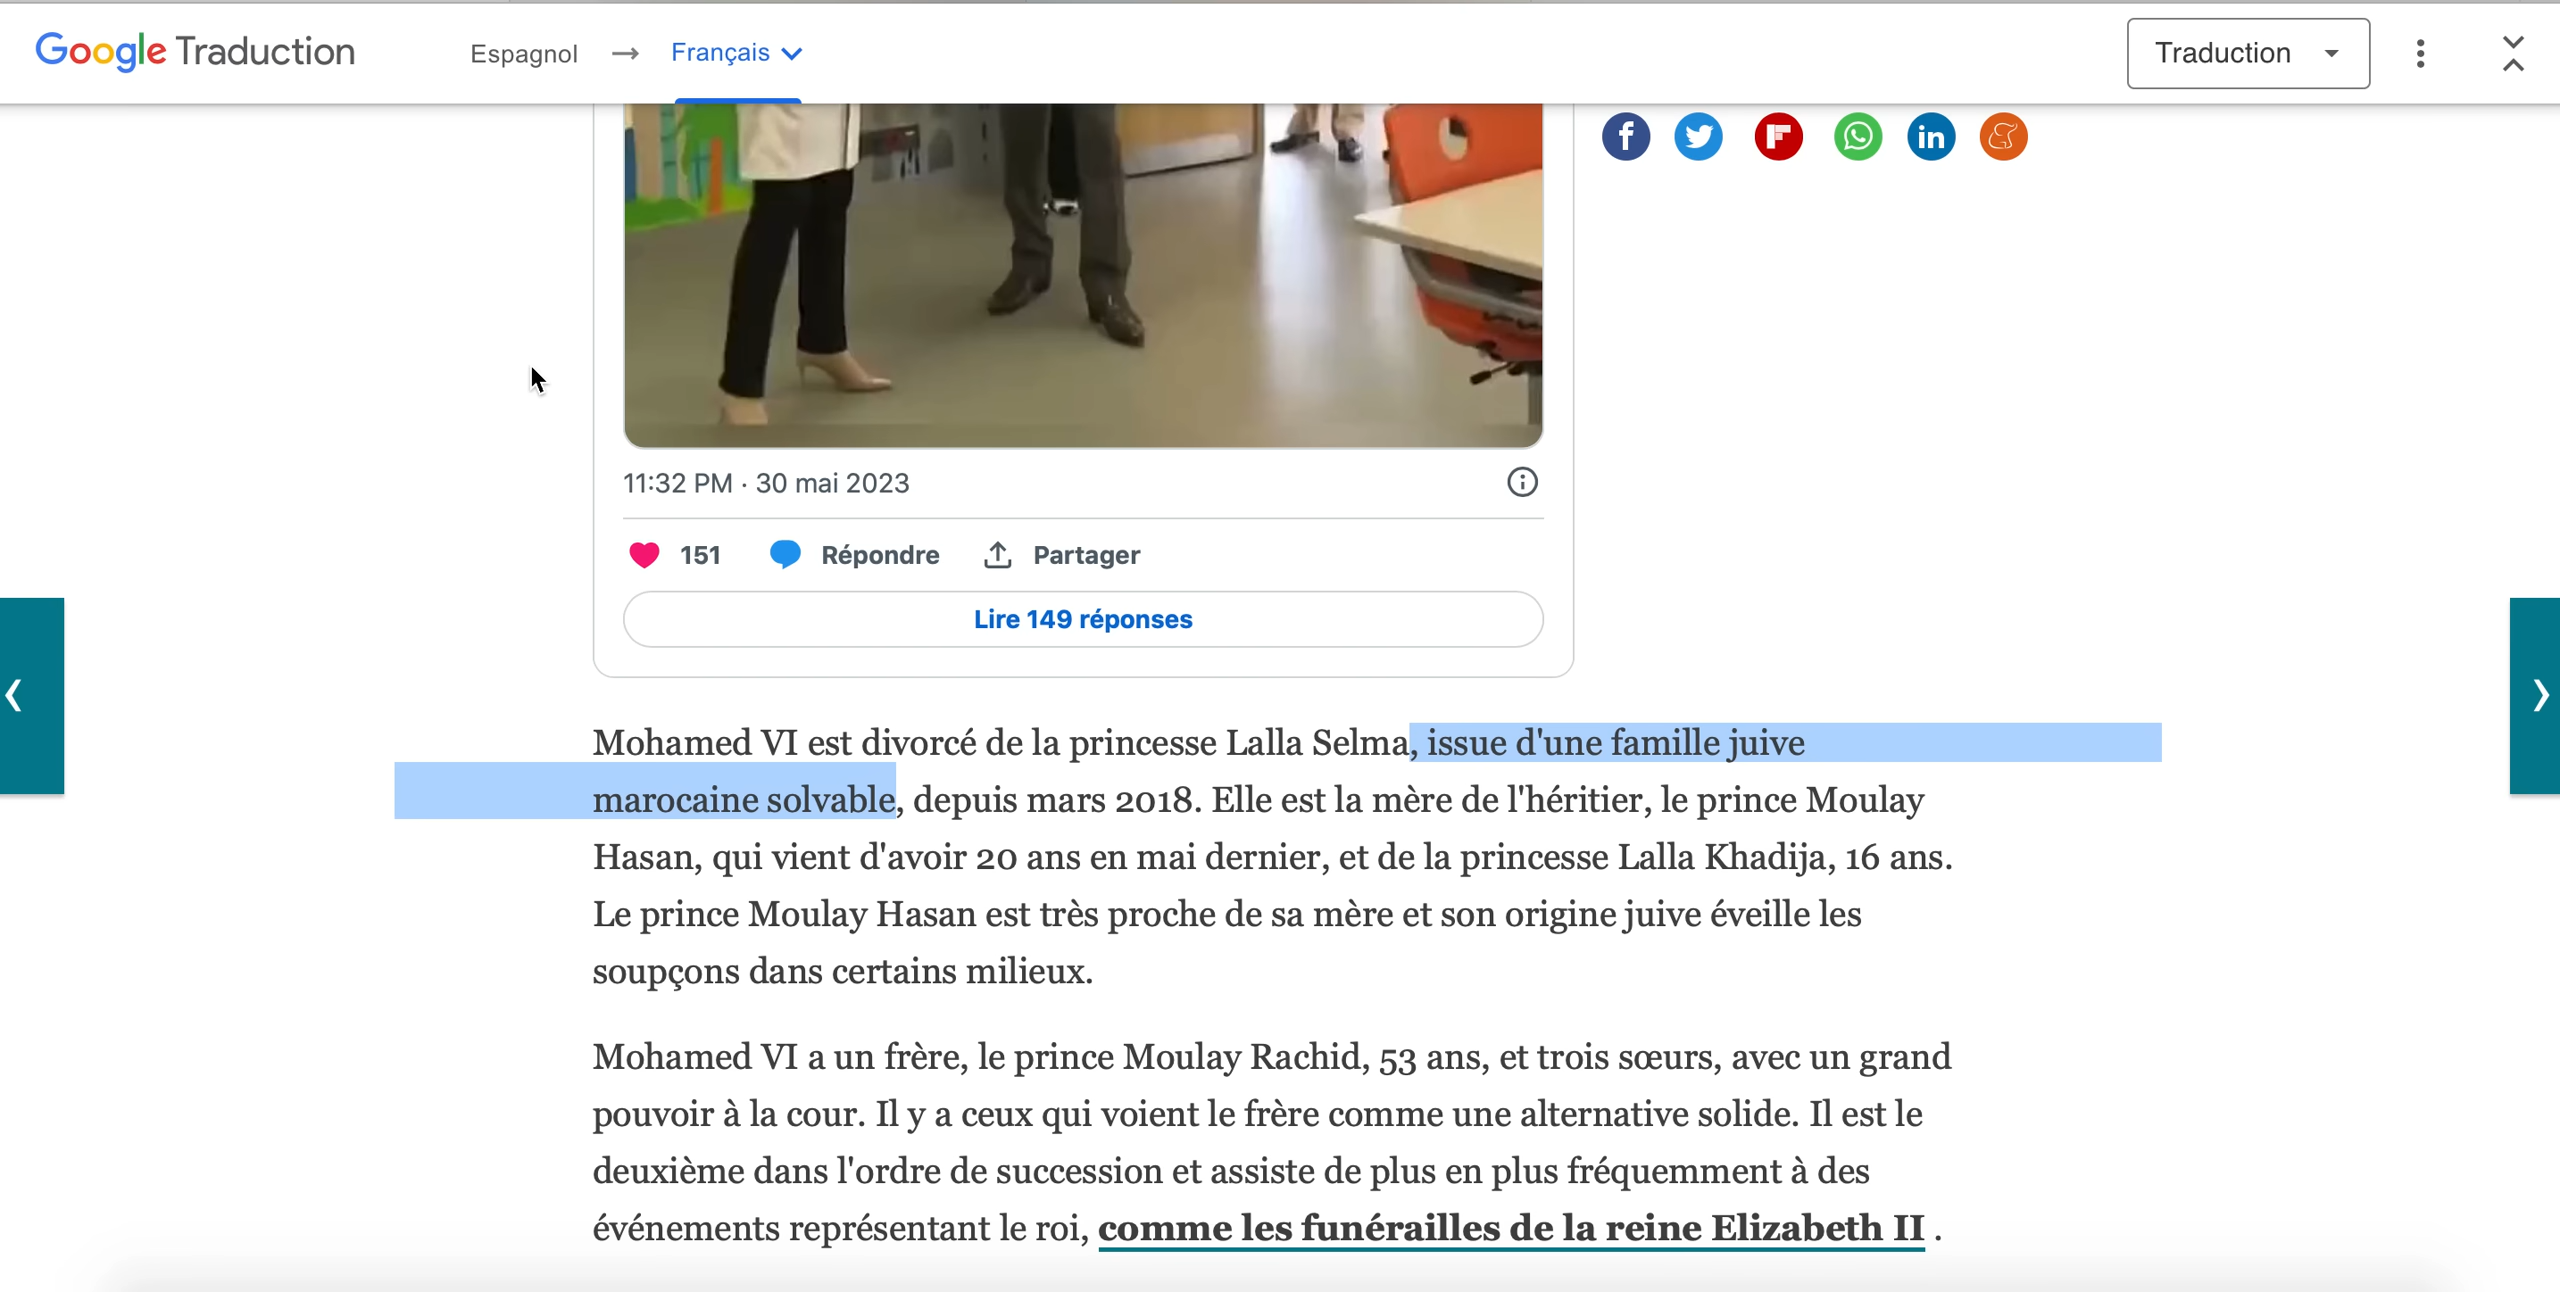 Google Traduction
Espagnol → Français
Traduction
11:32 PM · 30 mai 2023
151 Répondre Partager
Lire 149 réponses
Mohamed VI est divorcé de la princesse Lalla Selma, issue d'une famille juive
marocaine solvable, depuis mars 2018. Elle est la mère de l'héritier, le prince Moulay
Hasan, qui vient d'avoir 20 ans en mai dernier, et de la princesse Lalla Khadija, 16 ans.
Le prince Moulay Hasan est très proche de sa mère et son origine juive éveille les
soupçons dans certains milieux.
Mohamed VI a un frère, le prince Moulay Rachid, 53 ans, et trois sœurs, avec un grand
pouvoir à la cour. Il y a ceux qui voient le frère comme une alternative solide. Il est le
deuxième dans l'ordre de succession et assiste de plus en plus fréquemment à des
événements représentant le roi, comme les funérailles de la reine Elizabeth II .